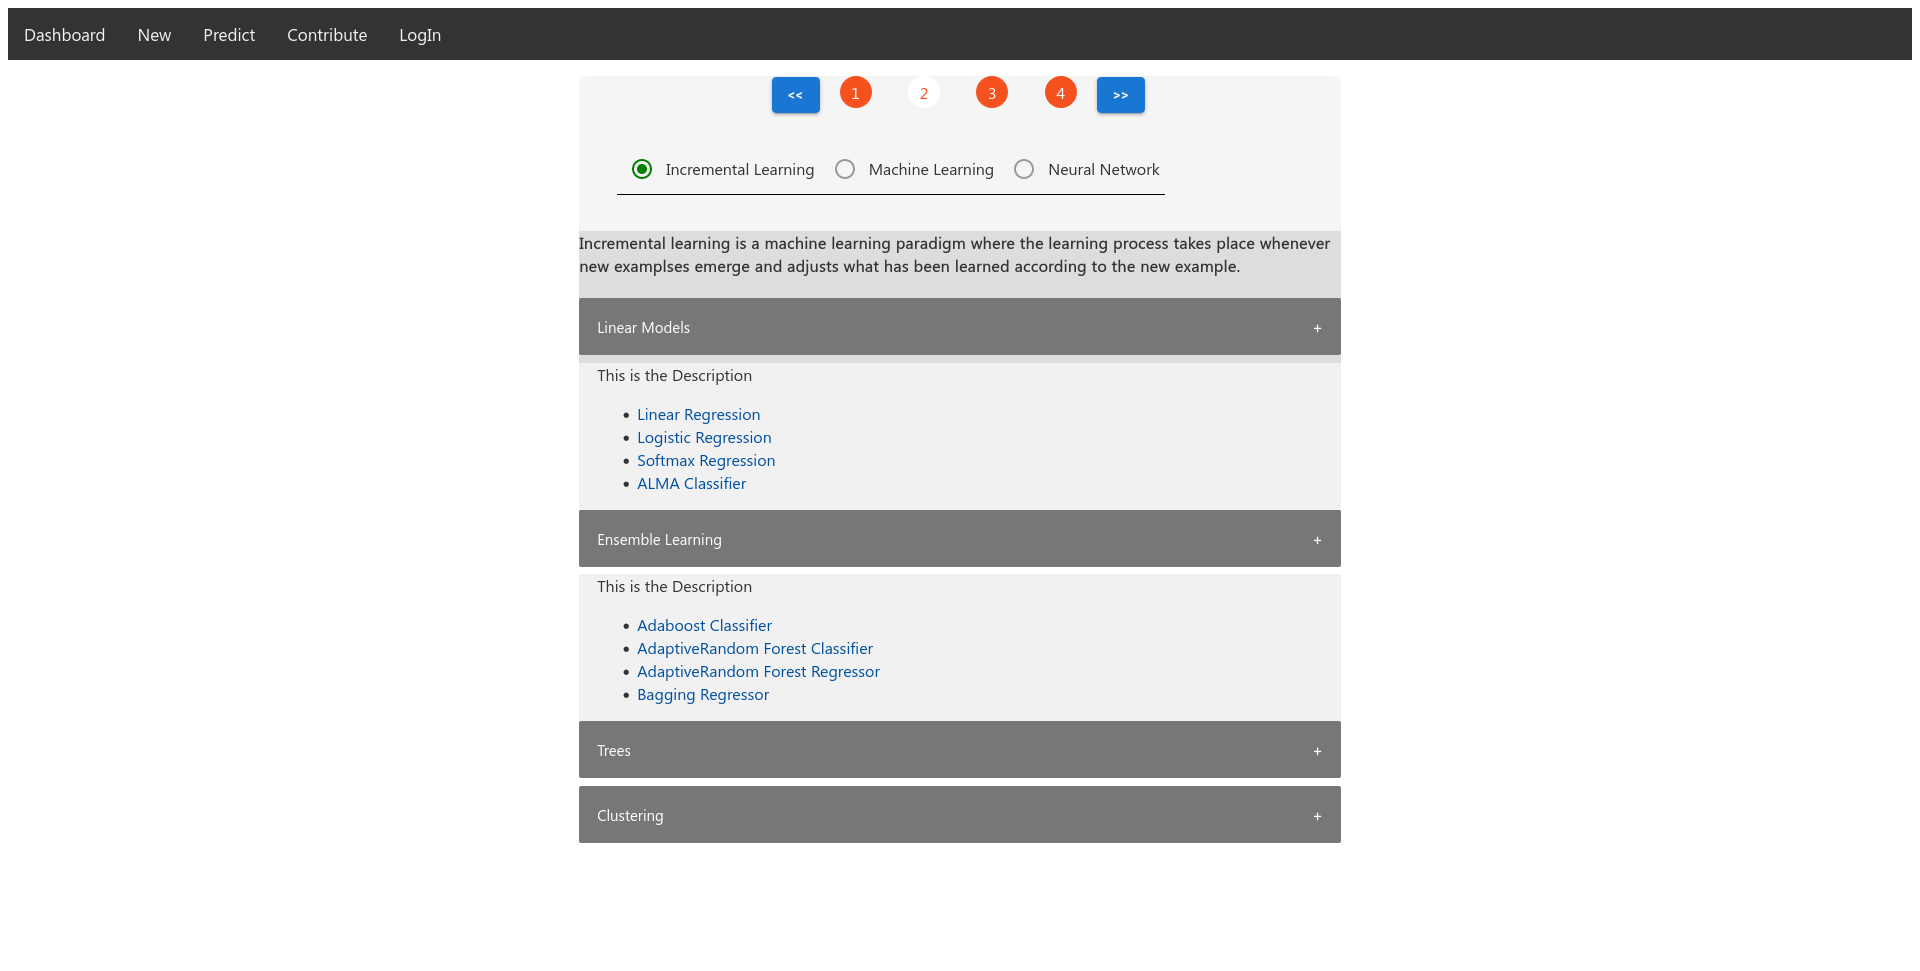 Dashboard New Predict Contribute LogIn
<< 1 2 3 4 >>
Incremental Learning Machine Learning Neural Network
Incremental learning is a machine learning paradigm where the learning process takes place whenever
new examplses emerge and adjusts what has been learned according to the new example.
Linear Models +
This is the Description
• Linear Regression
• Logistic Regression
• Softmax Regression
• ALMA Classifier
Ensemble Learning +
This is the Description
• Adaboost Classifier
• AdaptiveRandom Forest Classifier
• AdaptiveRandom Forest Regressor
• Bagging Regressor
Trees +
Clustering +